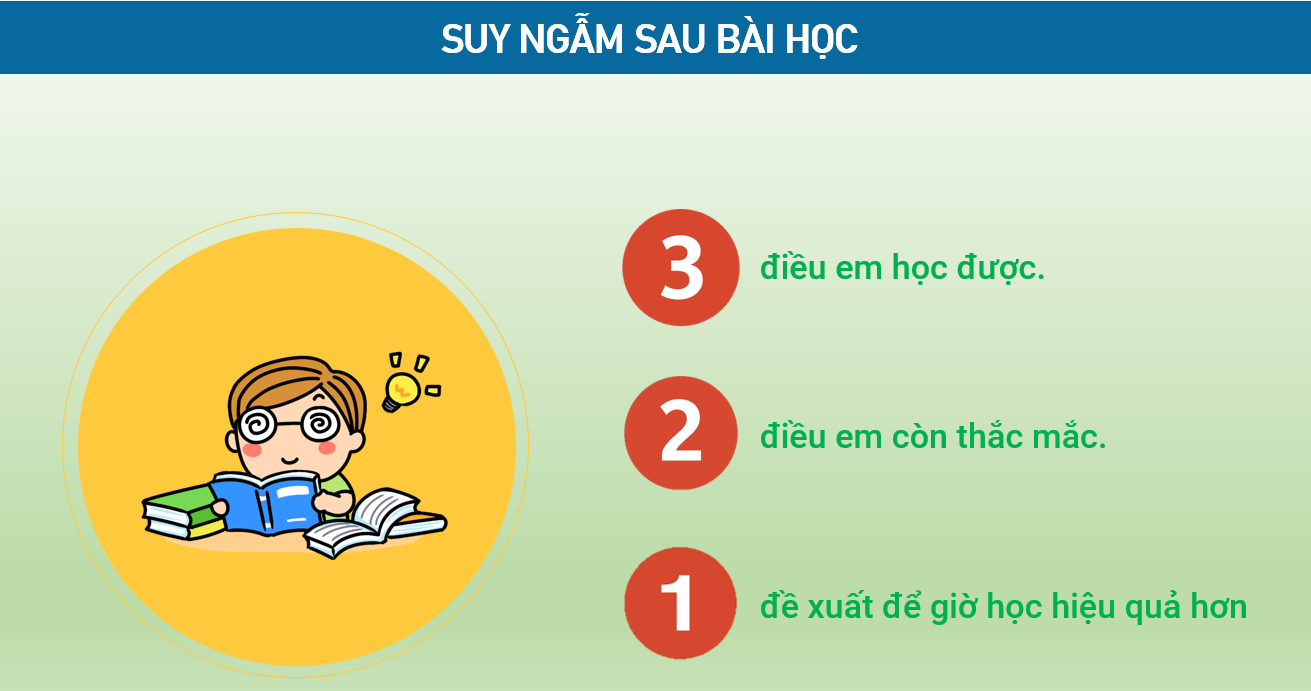 SUY NGẪM SAU BÀI HỌC
3 điều em học được.
2 điều em còn thắc mắc.
1 đề xuất để giờ học hiệu quả hơn